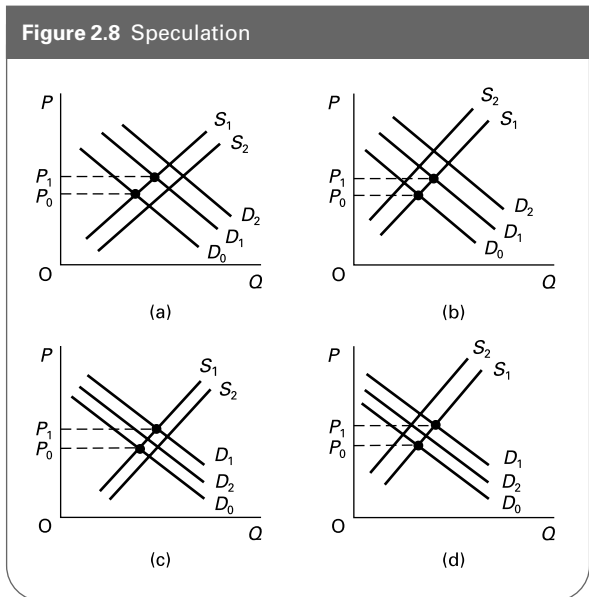 Figure 2.8 Speculation
P
S₁
S₂
P₁
P₀
D₂
D₁
D₀
O
Q
(a)
P
S₂
S₁
P₁
P₀
D₂
D₁
D₀
O
Q
(b)
P
S₁
S₂
P₁
P₀
D₁
D₂
D₀
O
Q
(c)
P
S₂
S₁
P₁
P₀
D₁
D₂
D₀
O
Q
(d)